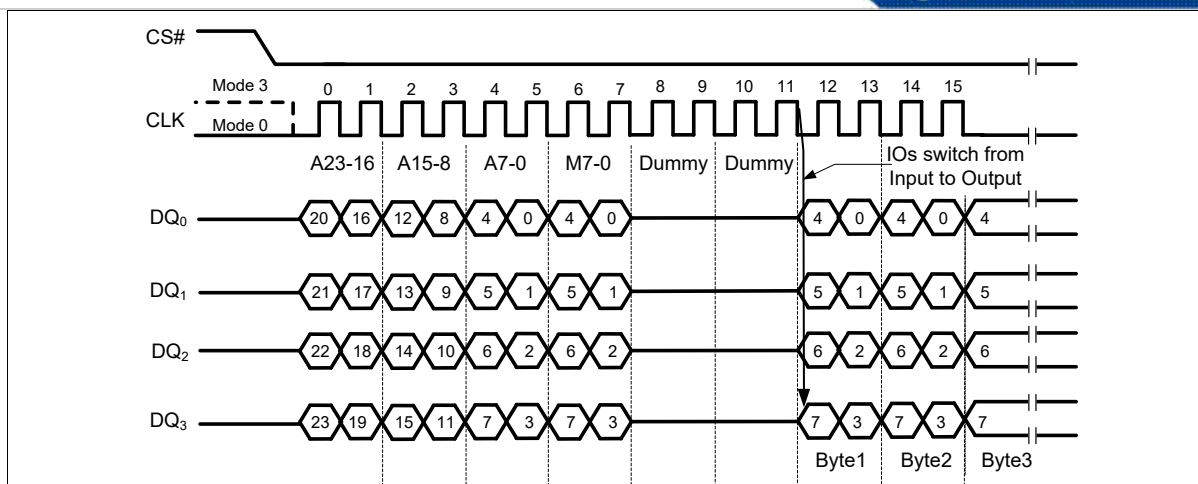 CS#
Mode 3 0 1 2 3 4 5 6 7 8 9 10 11 12 13 14 15
CLK
Mode 0
A23-16 A15-8 A7-0 M7-0 Dummy Dummy IOs switch from
Input to Output
DQ0 20 16 12 8 4 0 4 0 4 0 4 0 4
DQ1 21 17 13 9 5 1 5 1 5 1 5 1 5
DQ2 22 18 14 10 6 2 6 2 6 2 6 2 6
DQ3 23 19 15 11 7 3 7 3 7 3 7 3 7
Byte1 Byte2 Byte3